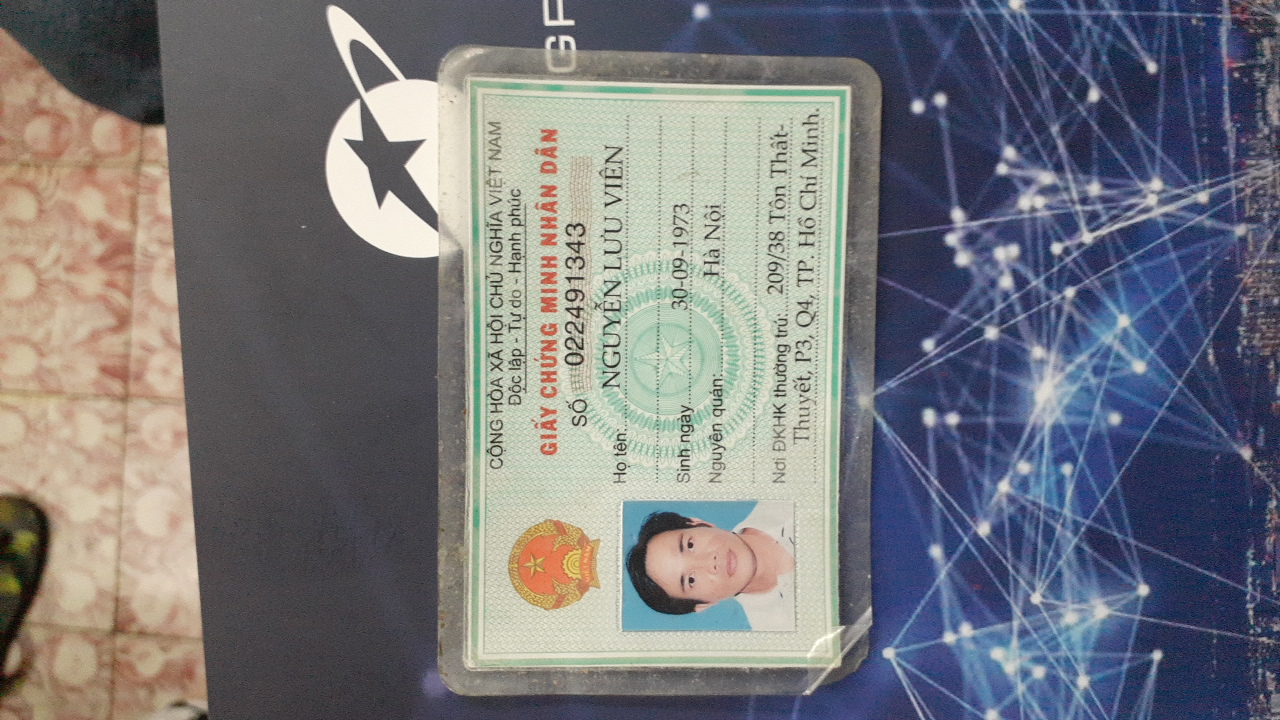 CỘNG HÒA XÃ HỘI CHỦ NGHĨA VIỆT NAM
Độc lập - Tự do - Hạnh phúc
GIẤY CHỨNG MINH NHÂN DÂN
SỐ 022491343
Họ tên: NGUYỄN LƯU VIÊN
Sinh ngày 30-09-1973
Nguyên quán: Hà Nội
Nơi ĐKHK thường trú: 209/38 Tôn Thất-
Thuyết, P3, Q4, TP. Hồ Chí Minh.
VIỆT NAM